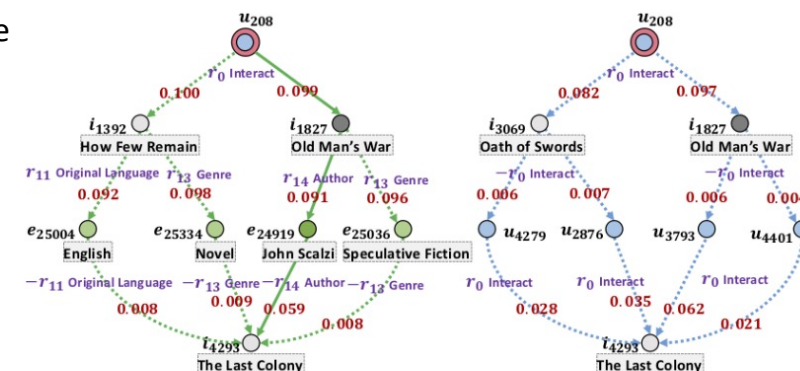 e
u208 u208
r0 Interact r0 Interact
0.100 0.099 0.082 0.097
i1392 i1827 i3069 i1827
How Few Remain Old Man's War Oath of Swords Old Man's War
r11 Original Language r13 Genre r14 Author r13 Genre −r0 Interact −r0 Interact
0.092 0.098 0.091 0.096 0.006 0.007 0.006 0.00
e25004 e25334 e24919 e25036 u4279 u2876 u3793 u4401
English Novel John Scalzi Speculative Fiction
−r11 Original Language −r13 Genre −r14 Author −r13 Genre r0 Interact r0 Interact r0 Interact
0.008 0.009 0.059 0.008 0.028 0.035 0.062 0.021
i4293 i4293
The Last Colony The Last Colony